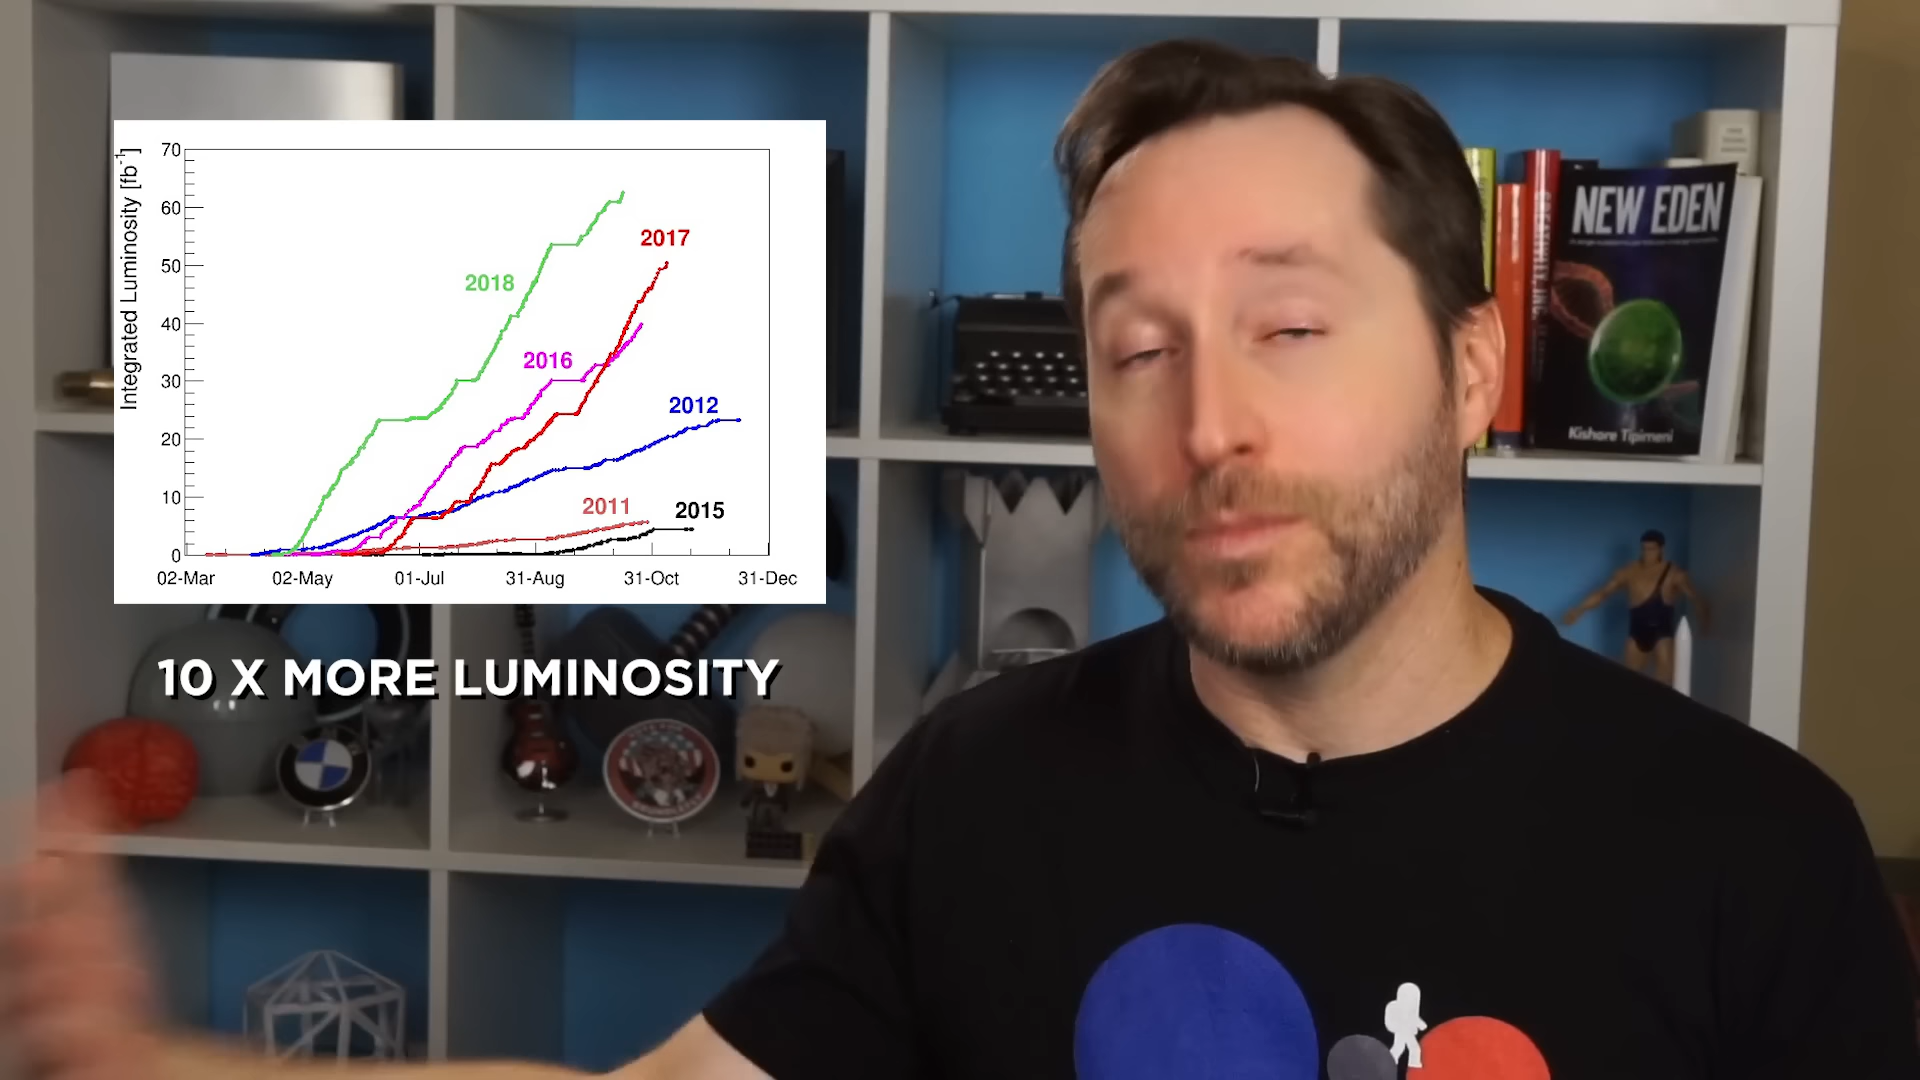 70
60
50
40
30
20
10
0
Integrated Luminosity [fb⁻¹]
2018
2017
2016
2012
2011
2015
02-Mar
02-May
01-Jul
31-Aug
31-Oct
31-Dec
10 X MORE LUMINOSITY
NEW EDEN
Kishore Tipirneni